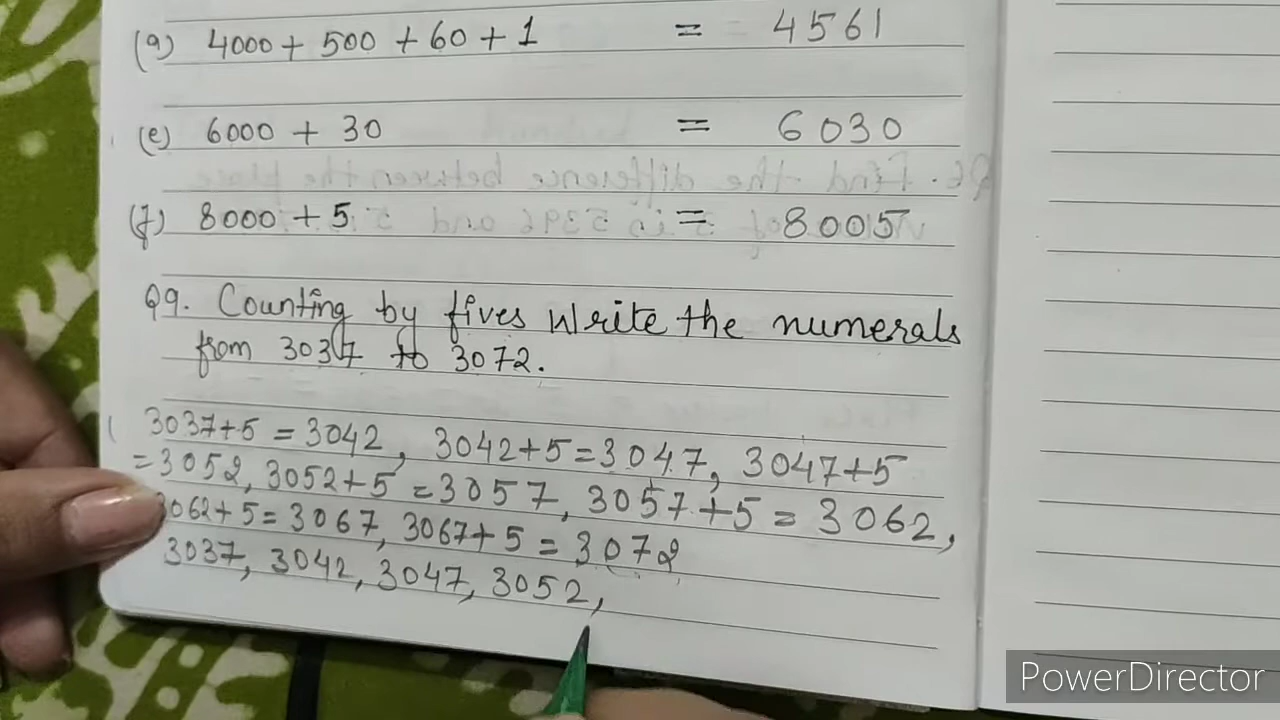 (a) 4000 + 500 + 60 + 1 = 4561
(e) 6000 + 30 = 6030
(f) 8000 + 5 = 8005
Q9. Counting by fives Write the numerals
from 3037 to 3072.
3037+5 = 3042, 3042+5 = 3047, 3047+5
= 3052, 3052+5 = 3057, 3057+5 = 3062,
3062+5 = 3067, 3067+5 = 3072
3037, 3042, 3047, 3052,
PowerDirector